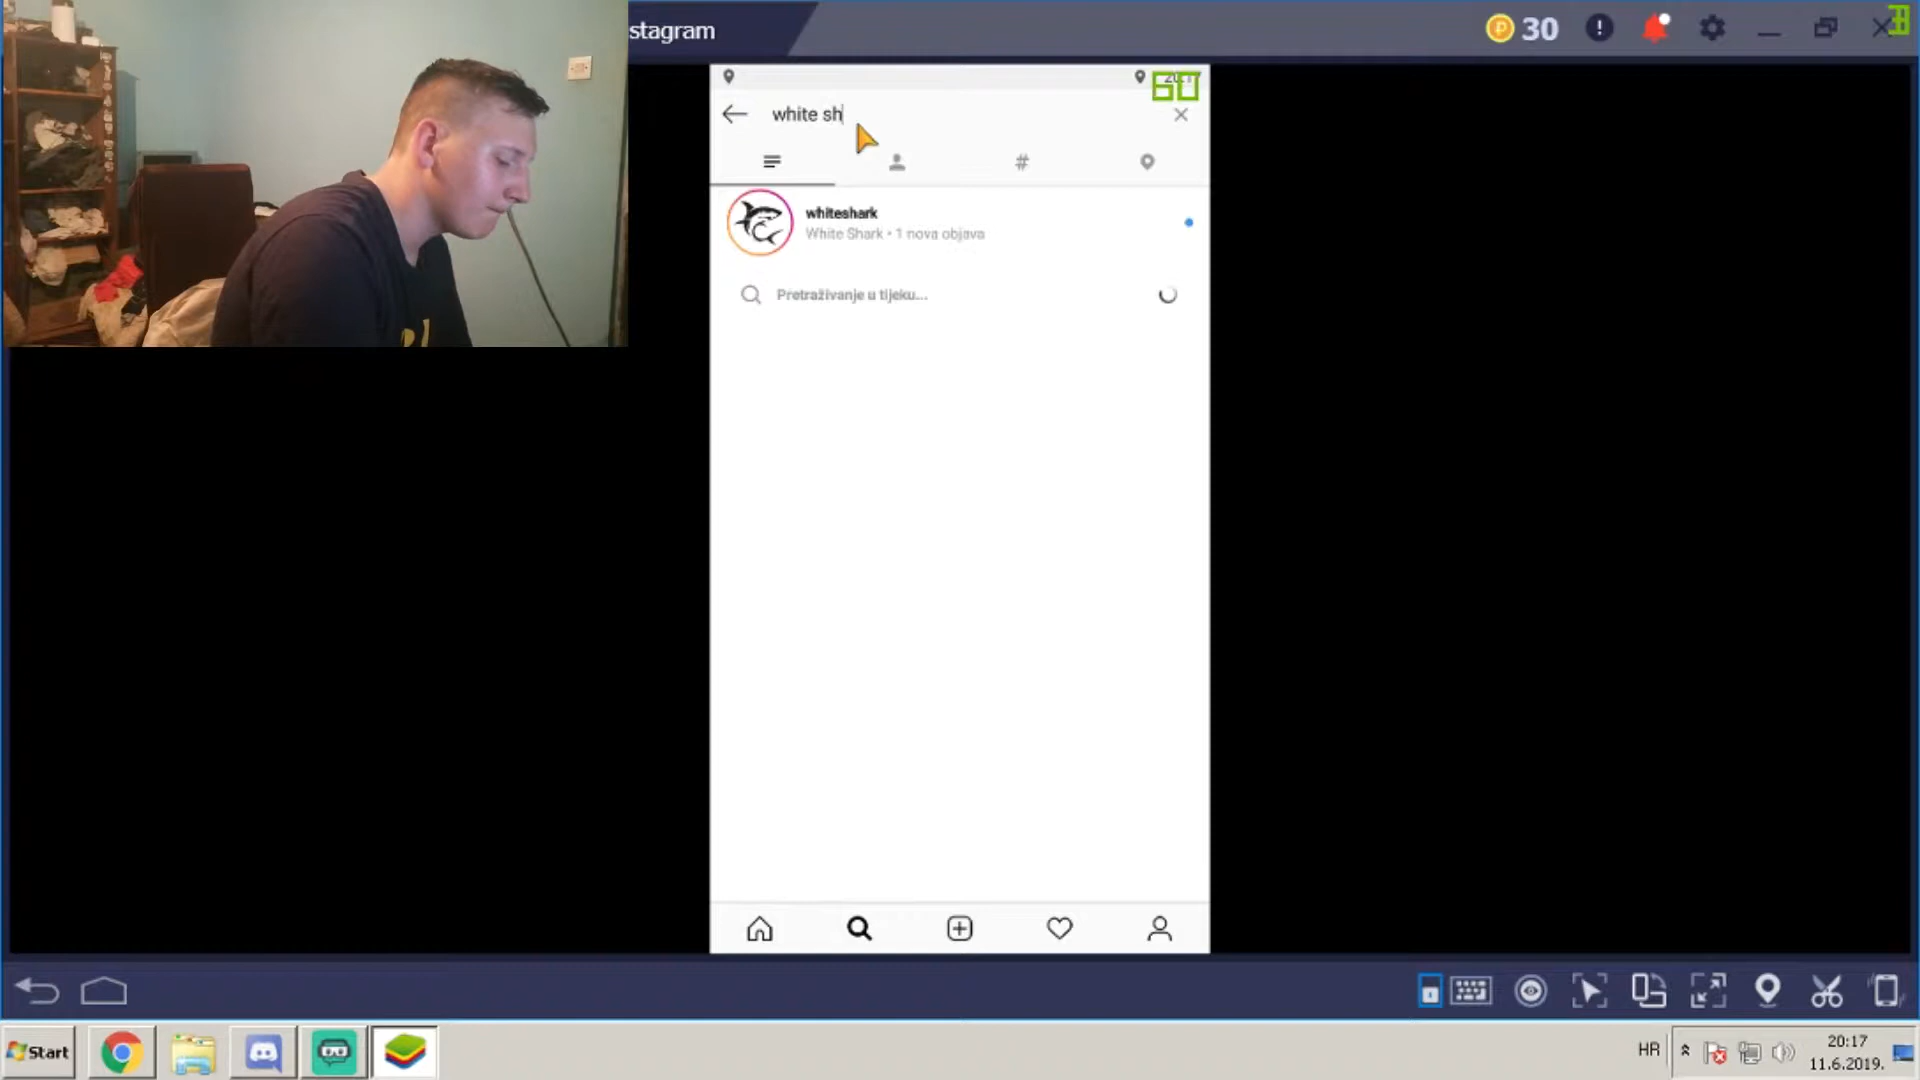 stagram
30
60
white sh
#
whiteshark
White Shark • 1 nova objava
Pretraživanje u tijeku...
Start
HR
20:17
11.6.2019.